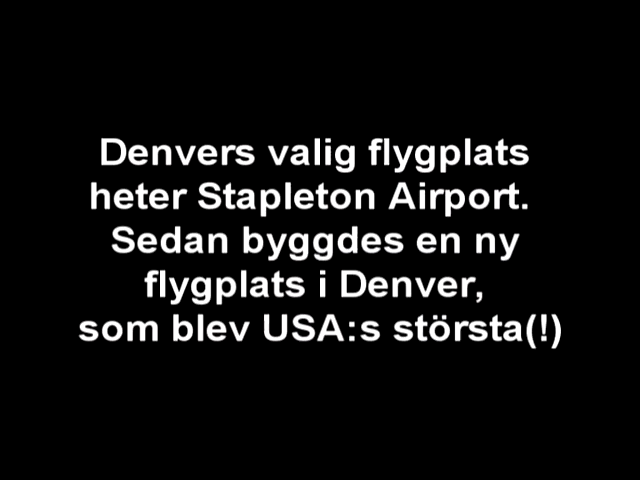 Denvers valig flygplats
heter Stapleton Airport.
Sedan byggdes en ny
flygplats i Denver,
som blev USA:s största(!)